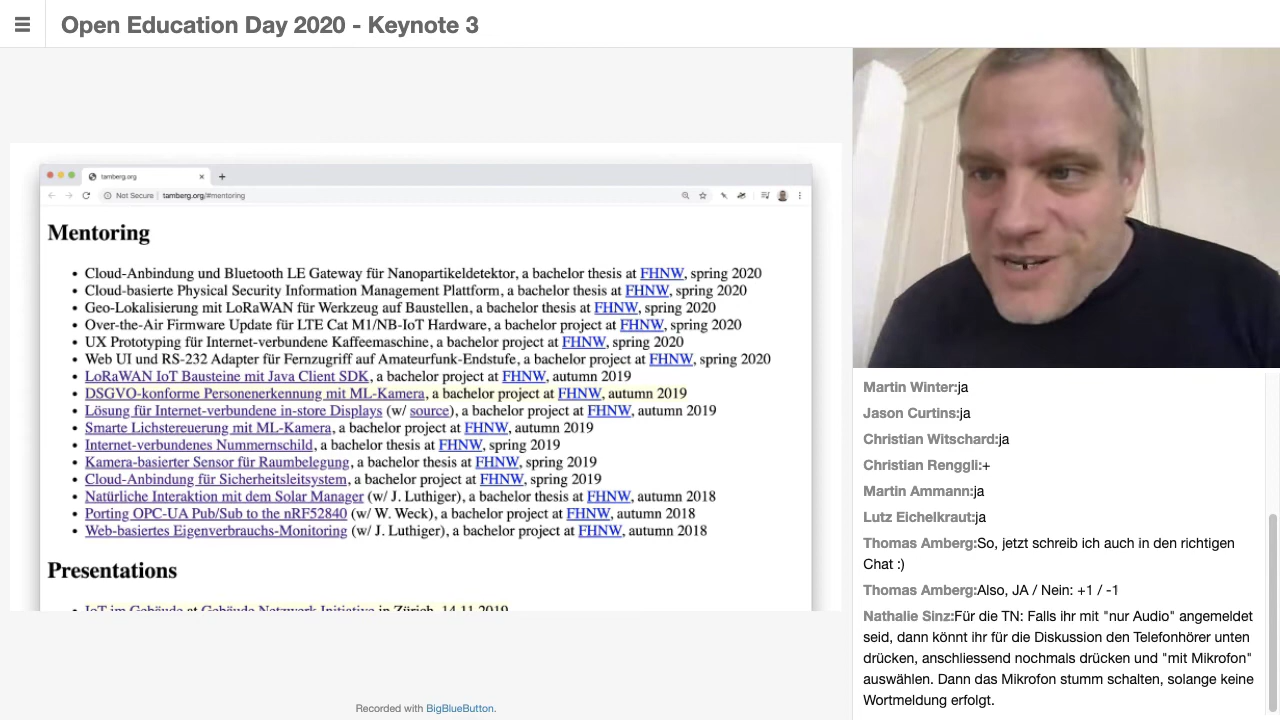 Open Education Day 2020 - Keynote 3
tamberg.org
Not Secure | tamberg.org/#mentoring
Mentoring
Cloud-Anbindung und Bluetooth LE Gateway für Nanopartikeldetektor, a bachelor thesis at FHNW, spring 2020
Cloud-basierte Physical Security Information Management Plattform, a bachelor thesis at FHNW, spring 2020
Geo-Lokalisierung mit LoRaWAN für Werkzeug auf Baustellen, a bachelor thesis at FHNW, spring 2020
Over-the-Air Firmware Update für LTE Cat M1/NB-IoT Hardware, a bachelor project at FHNW, spring 2020
UX Prototyping für Internet-verbundene Kaffeemaschine, a bachelor project at FHNW, spring 2020
Web UI und RS-232 Adapter für Fernzugriff auf Amateurfunk-Endstufe, a bachelor project at FHNW, spring 2020
LoRaWAN IoT Bausteine mit Java Client SDK, a bachelor project at FHNW, autumn 2019
DSGVO-konforme Personenerkennung mit ML-Kamera, a bachelor project at FHNW, autumn 2019
Lösung für Internet-verbundene in-store Displays (w/ source), a bachelor project at FHNW, autumn 2019
Smarte Lichstereuerung mit ML-Kamera, a bachelor project at FHNW, autumn 2019
Internet-verbundenes Nummernschild, a bachelor thesis at FHNW, spring 2019
Kamera-basierter Sensor für Raumbelegung, a bachelor thesis at FHNW, spring 2019
Cloud-Anbindung für Sicherheitsleitsystem, a bachelor project at FHNW, spring 2019
Natürliche Interaktion mit dem Solar Manager (w/ J. Luthiger), a bachelor thesis at FHNW, autumn 2018
Porting OPC-UA Pub/Sub to the nRF52840 (w/ W. Weck), a bachelor project at FHNW, autumn 2018
Web-basiertes Eigenverbrauchs-Monitoring (w/ J. Luthiger), a bachelor project at FHNW, autumn 2018
Presentations
IoT im Gebäude at Gebäude Netzwerk Initiative in Zürich, 14.11.2019
Recorded with BigBlueButton.
Martin Winter:ja
Jason Curtins:ja
Christian Witschard:ja
Christian Renggli:+
Martin Ammann:ja
Lutz Eichelkraut:ja
Thomas Amberg:So, jetzt schreib ich auch in den richtigen
Chat :)
Thomas Amberg:Also, JA / Nein: +1 / -1
Nathalie Sinz:Für die TN: Falls ihr mit "nur Audio" angemeldet
seid, dann könnt ihr für die Diskussion den Telefonhörer unten
drücken, anschliessend nochmals drücken und "mit Mikrofon"
auswählen. Dann das Mikrofon stumm schalten, solange keine
Wortmeldung erfolgt.